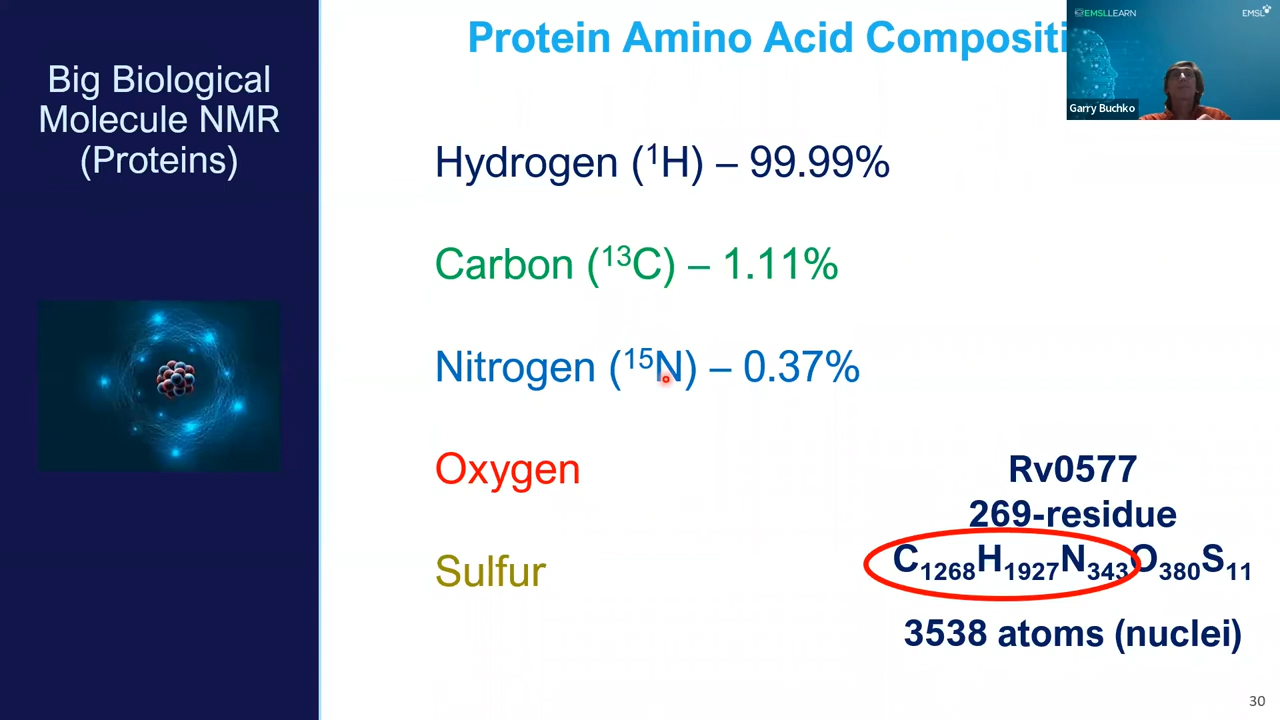 Big Biological
Molecule NMR
(Proteins)
Protein Amino Acid Compositi
EMSLLEARN
EMSL
Garry Buchko
Hydrogen (¹H) – 99.99%
Carbon (¹³C) – 1.11%
Nitrogen (¹⁵N) – 0.37%
Oxygen
Sulfur
Rv0577
269-residue
C₁₂₆₈H₁₉₂₇N₃₄₃O₃₈₀S₁₁
3538 atoms (nuclei)
30